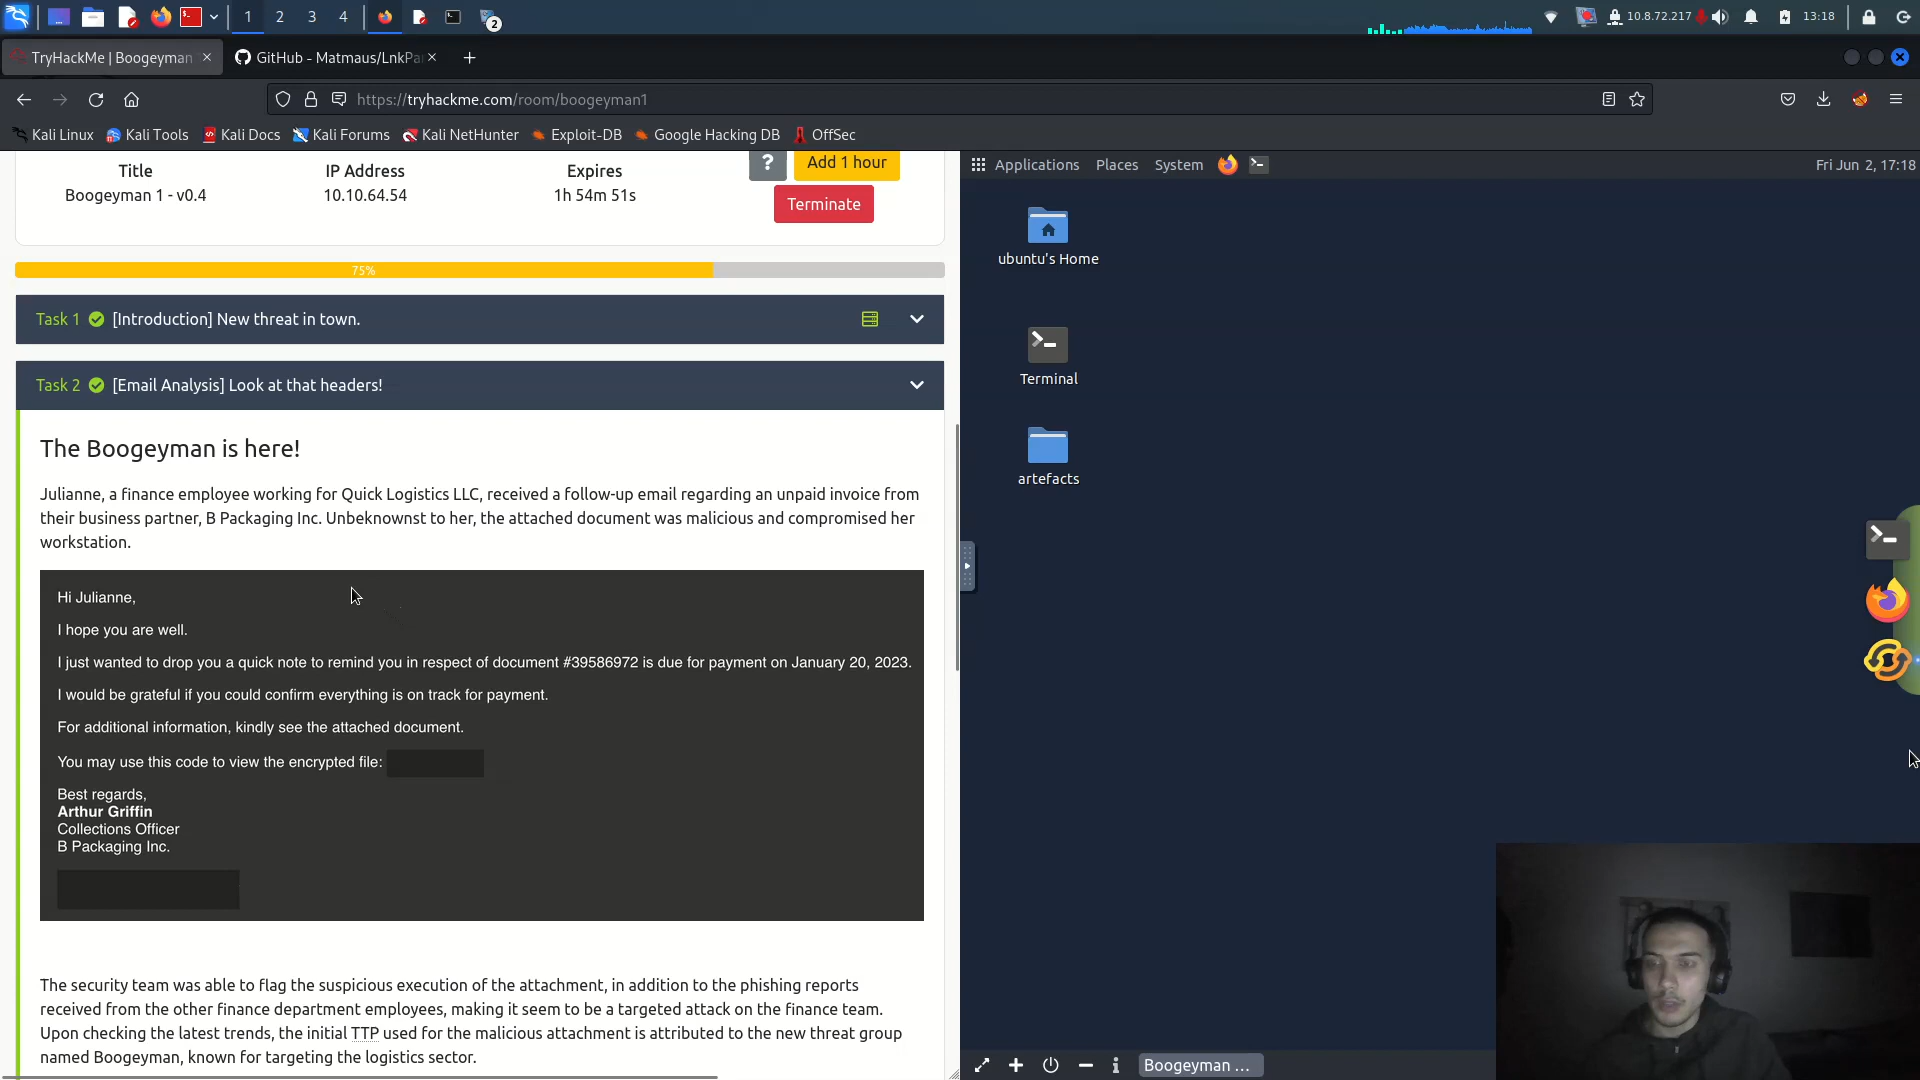 1 2 3 4
2
10.8.72.217
13:18
TryHackMe | Boogeyman
GitHub - Matmaus/LnkPa
https://tryhackme.com/room/boogeyman1
Kali Linux
Kali Tools
Kali Docs
Kali Forums
Kali NetHunter
Exploit-DB
Google Hacking DB
OffSec
Title
IP Address
Expires
?
Add 1 hour
Boogeyman 1 - v0.4
10.10.64.54
1h 54m 51s
Terminate
75%
Task 1 [Introduction] New threat in town.
Task 2 [Email Analysis] Look at that headers!
The Boogeyman is here!
Julianne, a finance employee working for Quick Logistics LLC, received a follow-up email regarding an unpaid invoice from
their business partner, B Packaging Inc. Unbeknownst to her, the attached document was malicious and compromised her
workstation.
Hi Julianne,
I hope you are well.
I just wanted to drop you a quick note to remind you in respect of document #39586972 is due for payment on January 20, 2023.
I would be grateful if you could confirm everything is on track for payment.
For additional information, kindly see the attached document.
You may use this code to view the encrypted file:
Best regards,
Arthur Griffin
Collections Officer
B Packaging Inc.
The security team was able to flag the suspicious execution of the attachment, in addition to the phishing reports
received from the other finance department employees, making it seem to be a targeted attack on the finance team.
Upon checking the latest trends, the initial TTP used for the malicious attachment is attributed to the new threat group
named Boogeyman, known for targeting the logistics sector.
Applications Places System
Fri Jun 2, 17:18
ubuntu's Home
Terminal
artefacts
Boogeyman ...